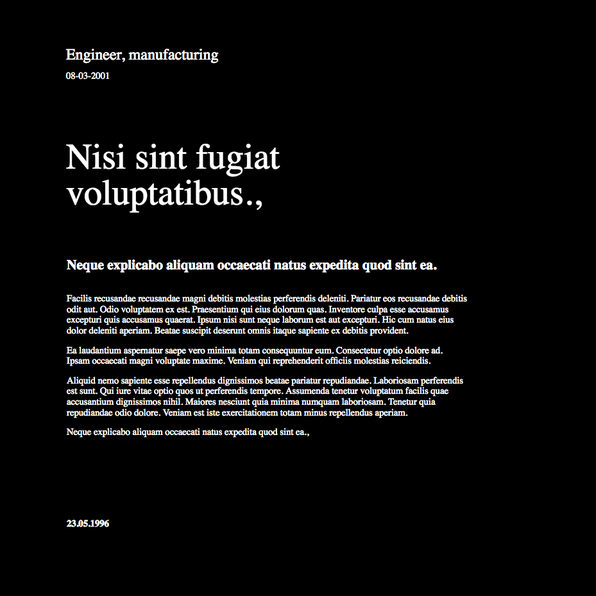 Engineer, manufacturing
08-03-2001
Nisi sint fugiat
voluptatibus.,
Neque explicabo aliquam occaecati natus expedita quod sint ea.
Facilis recusandae recusandae magni debitis molestias perferendis deleniti. Pariatur eos recusandae debitis
odit aut. Odio voluptatem ex est. Praesentium qui eius dolorum quas. Inventore culpa esse accusamus
excepturi quis accusamus quaerat. Ipsum nisi sunt neque laborum est aut excepturi. Hic cum natus eius
dolor deleniti aperiam. Beatae suscipit deserunt omnis itaque sapiente ex debitis provident.
Ea laudantium aspernatur saepe vero minima totam consequuntur eum. Consectetur optio dolore ad.
Ipsam occaecati magni voluptate maxime. Veniam qui reprehenderit officiis molestias reiciendis.
Aliquid nemo sapiente esse repellendus dignissimos beatae pariatur repudiandae. Laboriosam perferendis
est sunt. Qui iure vitae optio quos ut perferendis tempore. Assumenda tenetur voluptatum facilis quae
accusantium dignissimos nihil. Maiores nesciunt quia minima numquam laboriosam. Tenetur quia
repudiandae odio dolore. Veniam est iste exercitationem totam minus repellendus aperiam.
Neque explicabo aliquam occaecati natus expedita quod sint ea.,
23.05.1996